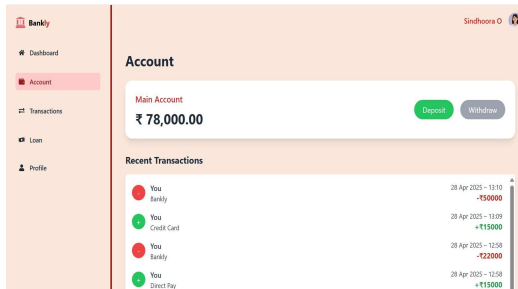 Bankly
Sindhoora O
Dashboard
Account
Transactions
Loan
Profile
Account
Main Account
₹ 78,000.00
Deposit
Withdraw
Recent Transactions
- You 28 Apr 2025 – 13:10
Bankly -₹50000
+ You 28 Apr 2025 – 13:09
Credit Card +₹15000
- You 28 Apr 2025 – 12:58
Bankly -₹22000
+ You 28 Apr 2025 – 12:58
Direct Pay +₹15000